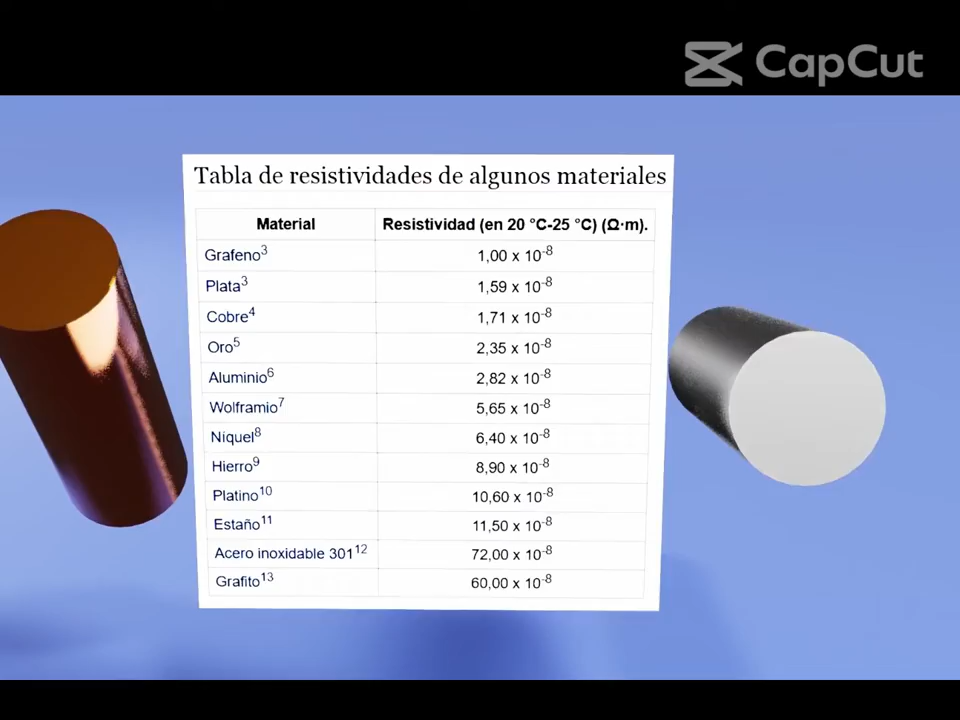 CapCut
Tabla de resistividades de algunos materiales
Material Resistividad (en 20 °C-25 °C) (Ω·m).
Grafeno³ 1,00 x 10⁻⁸
Plata³ 1,59 x 10⁻⁸
Cobre⁴ 1,71 x 10⁻⁸
Oro⁵ 2,35 x 10⁻⁸
Aluminio⁶ 2,82 x 10⁻⁸
Wolframio⁷ 5,65 x 10⁻⁸
Níquel⁸ 6,40 x 10⁻⁸
Hierro⁹ 8,90 x 10⁻⁸
Platino¹⁰ 10,60 x 10⁻⁸
Estaño¹¹ 11,50 x 10⁻⁸
Acero inoxidable 301¹² 72,00 x 10⁻⁸
Grafito¹³ 60,00 x 10⁻⁸